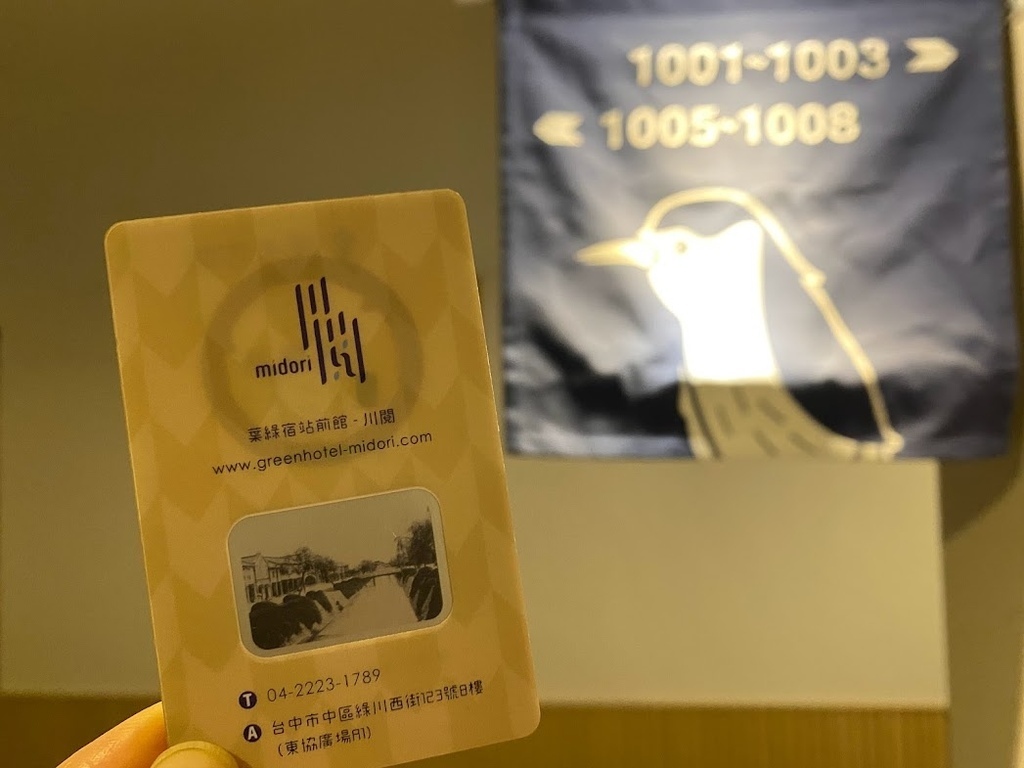 1001~1003
1005~1008
川閱
midori
葉綠宿站前館 - 川閱
www.greenhotel-midori.com
T 04-2223-1789
A 台中市中區綠川西街123號8樓
(東協廣場A1)